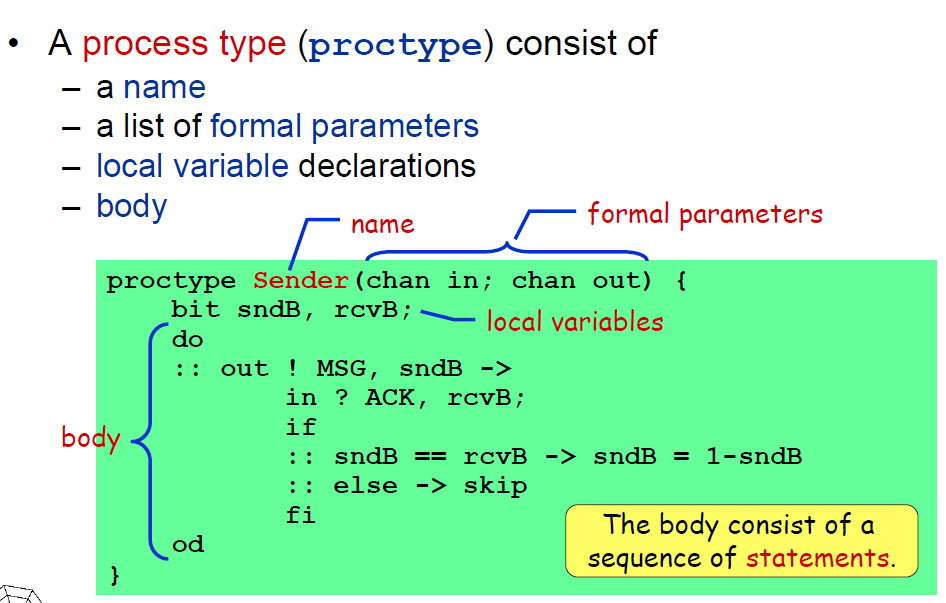 • A process type (proctype) consist of
– a name
– a list of formal parameters
– local variable declarations
– body
name
formal parameters
proctype Sender(chan in; chan out) {
bit sndB, rcvB;
local variables
do
:: out ! MSG, sndB ->
in ? ACK, rcvB;
if
body
:: sndB == rcvB -> sndB = 1-sndB
:: else -> skip
fi
od
}
The body consist of a
sequence of statements.